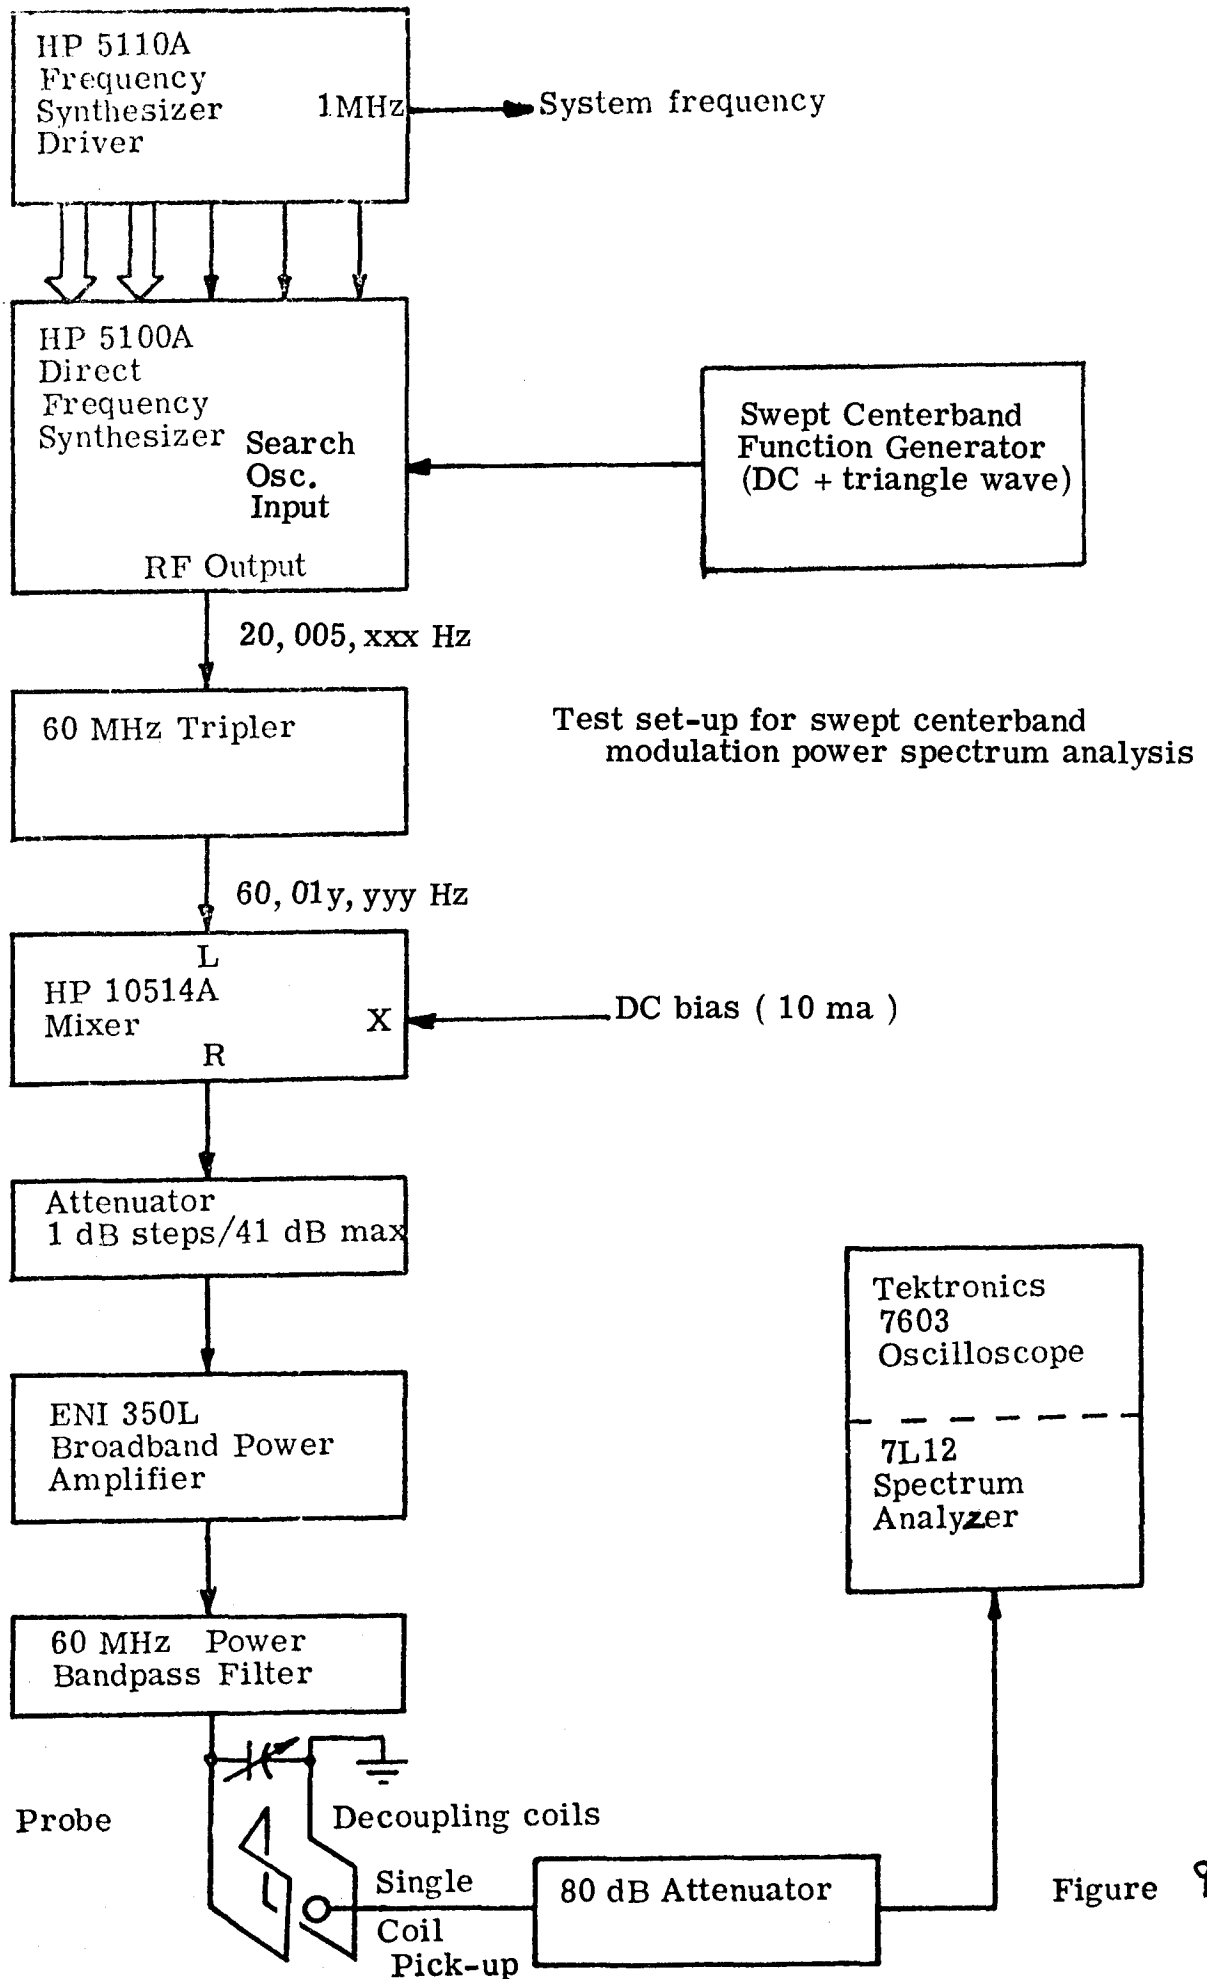 HP 5110A
Frequency
Synthesizer
Driver
1MHz
System frequency
HP 5100A
Direct
Frequency
Synthesizer
Search
Osc.
Input
RF Output
Swept Centerband
Function Generator
(DC + triangle wave)
20, 005, xxx Hz
60 MHz Tripler
Test set-up for swept centerband
modulation power spectrum analysis
60, 01y, yyy Hz
L
HP 10514A
Mixer
X
R
DC bias ( 10 ma )
Attenuator
1 dB steps/41 dB max
ENI 350L
Broadband Power
Amplifier
Tektronics
7603
Oscilloscope
7L12
Spectrum
Analyzer
60 MHz Power
Bandpass Filter
Probe
Decoupling coils
Single
Coil
Pick-up
80 dB Attenuator
Figure 9